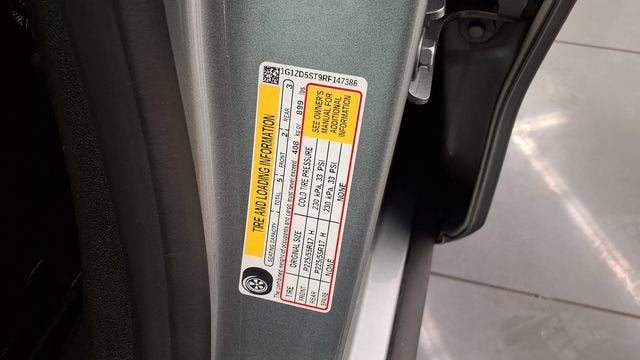 1G1ZD5ST9RF147386
TIRE AND LOADING INFORMATION
SEATING CAPACITY TOTAL 5 FRONT 2 REAR 3
The combined weight of occupants and cargo must never exceed 408 kg or 899 lbs.
TIRE ORIGINAL SIZE COLD TIRE PRESSURE
FRONT P225/55R17 H 230 kPa, 33 PSI
REAR P225/55R17 H 230 kPa, 33 PSI
SPARE NONE NONE
SEE OWNER'S
MANUAL FOR
ADDITIONAL
INFORMATION